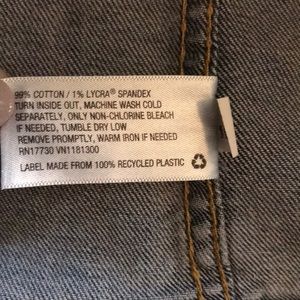 99% COTTON / 1% LYCRA® SPANDEX
TURN INSIDE OUT, MACHINE WASH COLD
SEPARATELY, ONLY NON-CHLORINE BLEACH
IF NEEDED, TUMBLE DRY LOW
REMOVE PROMPTLY, WARM IRON IF NEEDED
RN17730 VN1181300
LABEL MADE FROM 100% RECYCLED PLASTIC